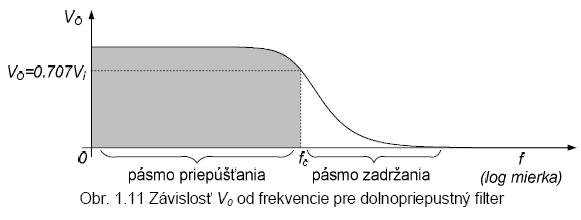 V₀
V₀=0.707Vᵢ
0 f꜀ f
pásmo priepúšťania pásmo zadržania (log mierka)
Obr. 1.11 Závislosť V₀ od frekvencie pre dolnopriepustný filter